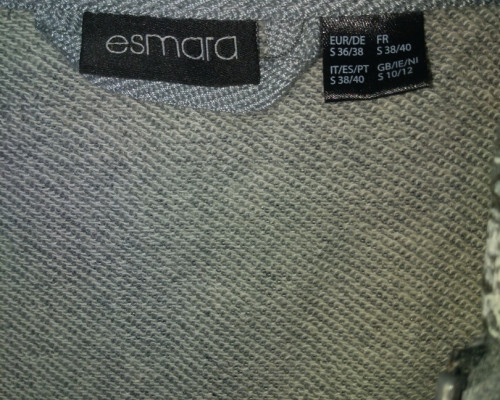 esmara
EUR/DE FR
S 36/38 S 38/40
IT/ES/PT GB/IE/NI
S 38/40 S 10/12